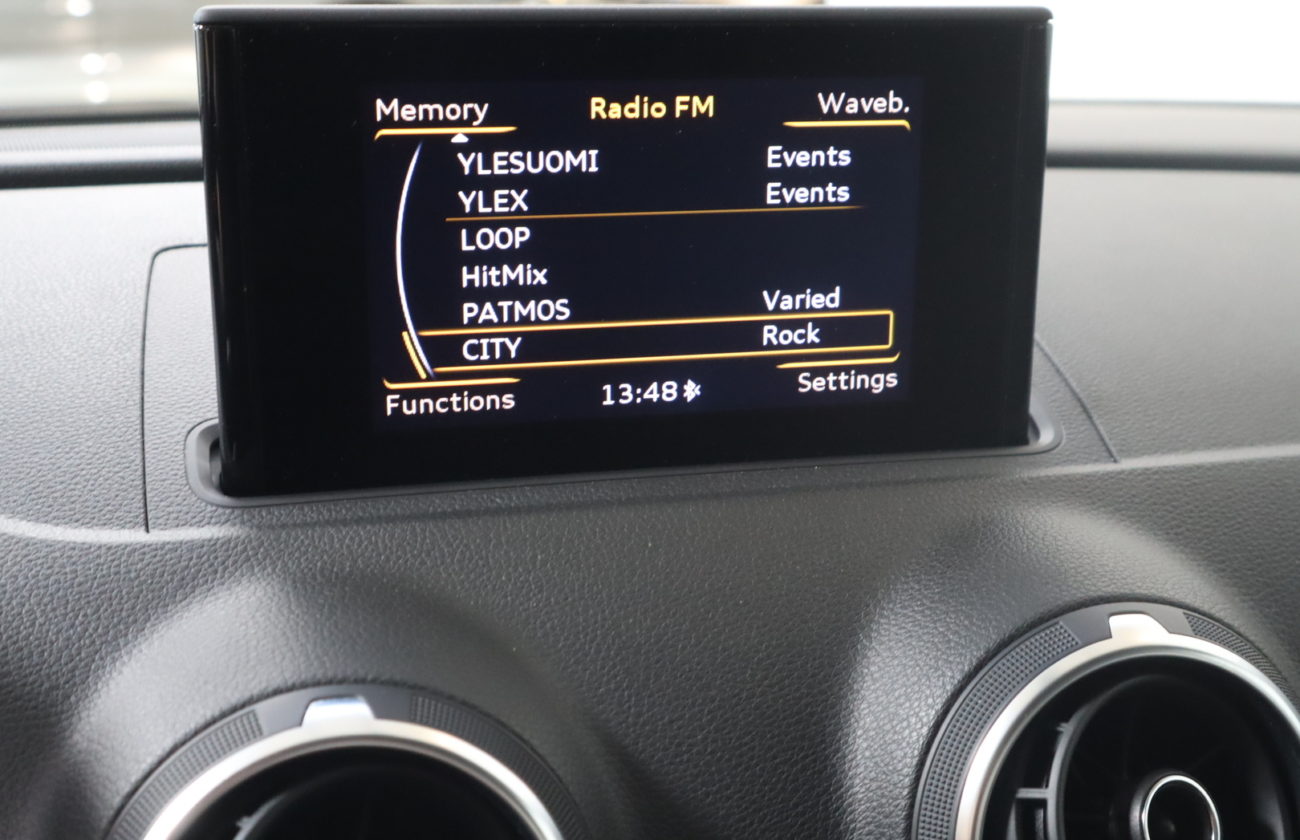 Memory Radio FM Waveb.
YLESUOMI Events
YLEX Events
LOOP
HitMix
PATMOS Varied
CITY Rock
Functions 13:48 Settings